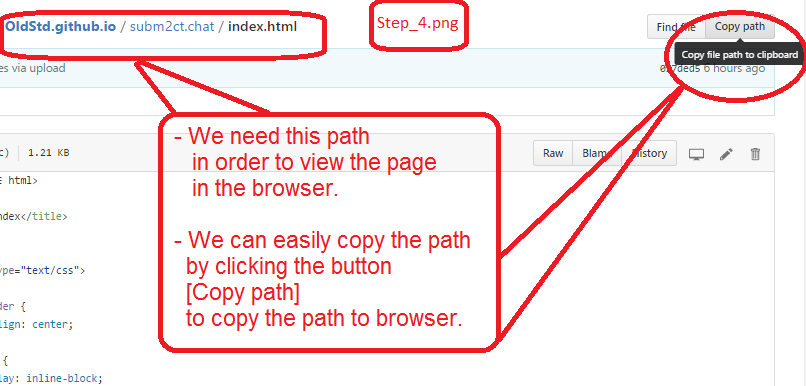 OldStd.github.io / subm2ct.chat / index.html
Step_4.png
Find file
Copy path
Copy file path to clipboard
es via upload
6 hours ago
- We need this path
in order to view the page
in the browser.
- We can easily copy the path
by clicking the button
[Copy path]
to copy the path to browser.
c) 1.21 KB
Raw
Blame
History
E html>
ndex</title>
ype="text/css">
der {
lign: center;
{
lay: inline-block;